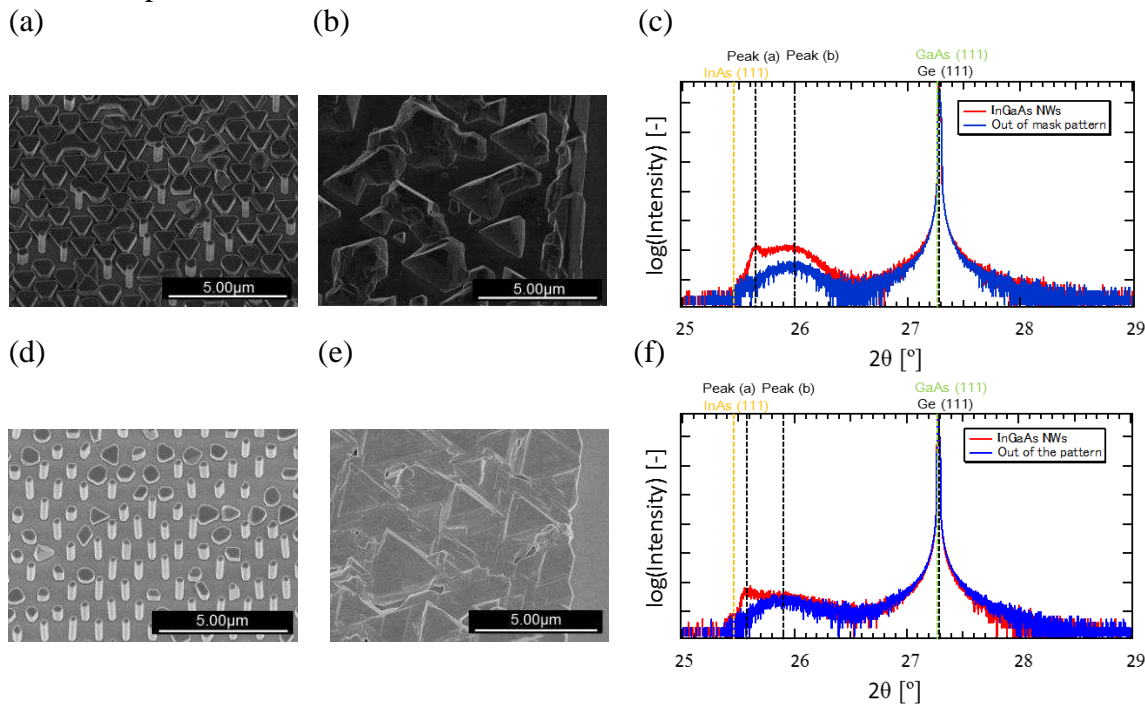 (a)
(b)
(c)
5.00µm
5.00µm
Peak (a) Peak (b)
GaAs (111)
InAs (111)
Ge (111)
InGaAs NWs
Out of mask pattern
log(Intensity) [-]
25 26 27 28 29
2θ [º]
(d)
(e)
(f)
5.00µm
5.00µm
Peak (a) Peak (b)
GaAs (111)
InAs (111)
Ge (111)
InGaAs NWs
Out of the pattern
log(Intensity) [-]
25 26 27 28 29
2θ [º]